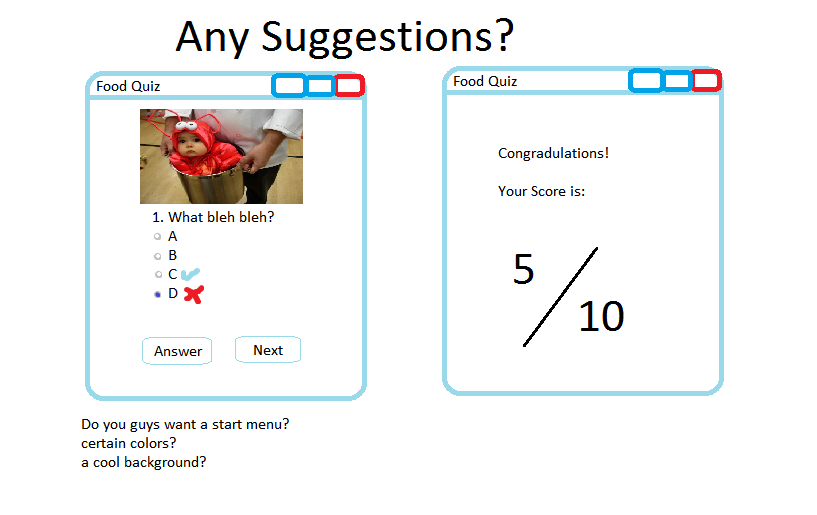 Any Suggestions?
Food Quiz
1. What bleh bleh?
A
B
C
D
Answer
Next
Food Quiz
Congradulations!
Your Score is:
5
10
Do you guys want a start menu?
certain colors?
a cool background?